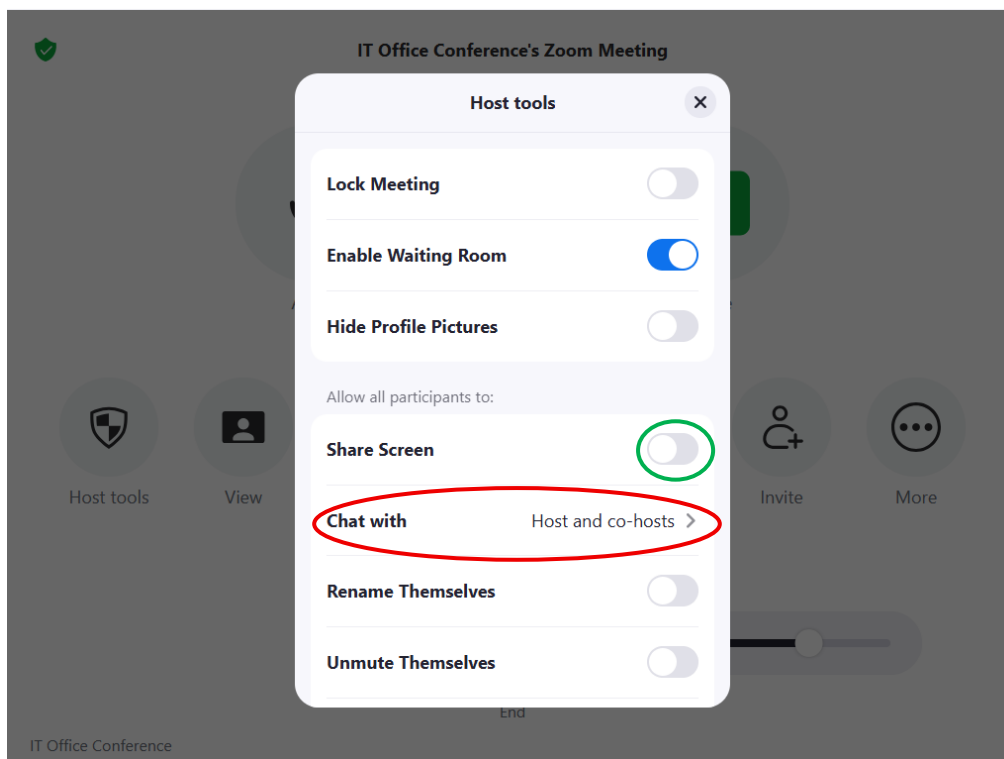 IT Office Conference's Zoom Meeting
Host tools
Lock Meeting
Enable Waiting Room
Hide Profile Pictures
Allow all participants to:
Share Screen
Host tools
View
Invite
More
Chat with
Host and co-hosts
Rename Themselves
Unmute Themselves
End
IT Office Conference